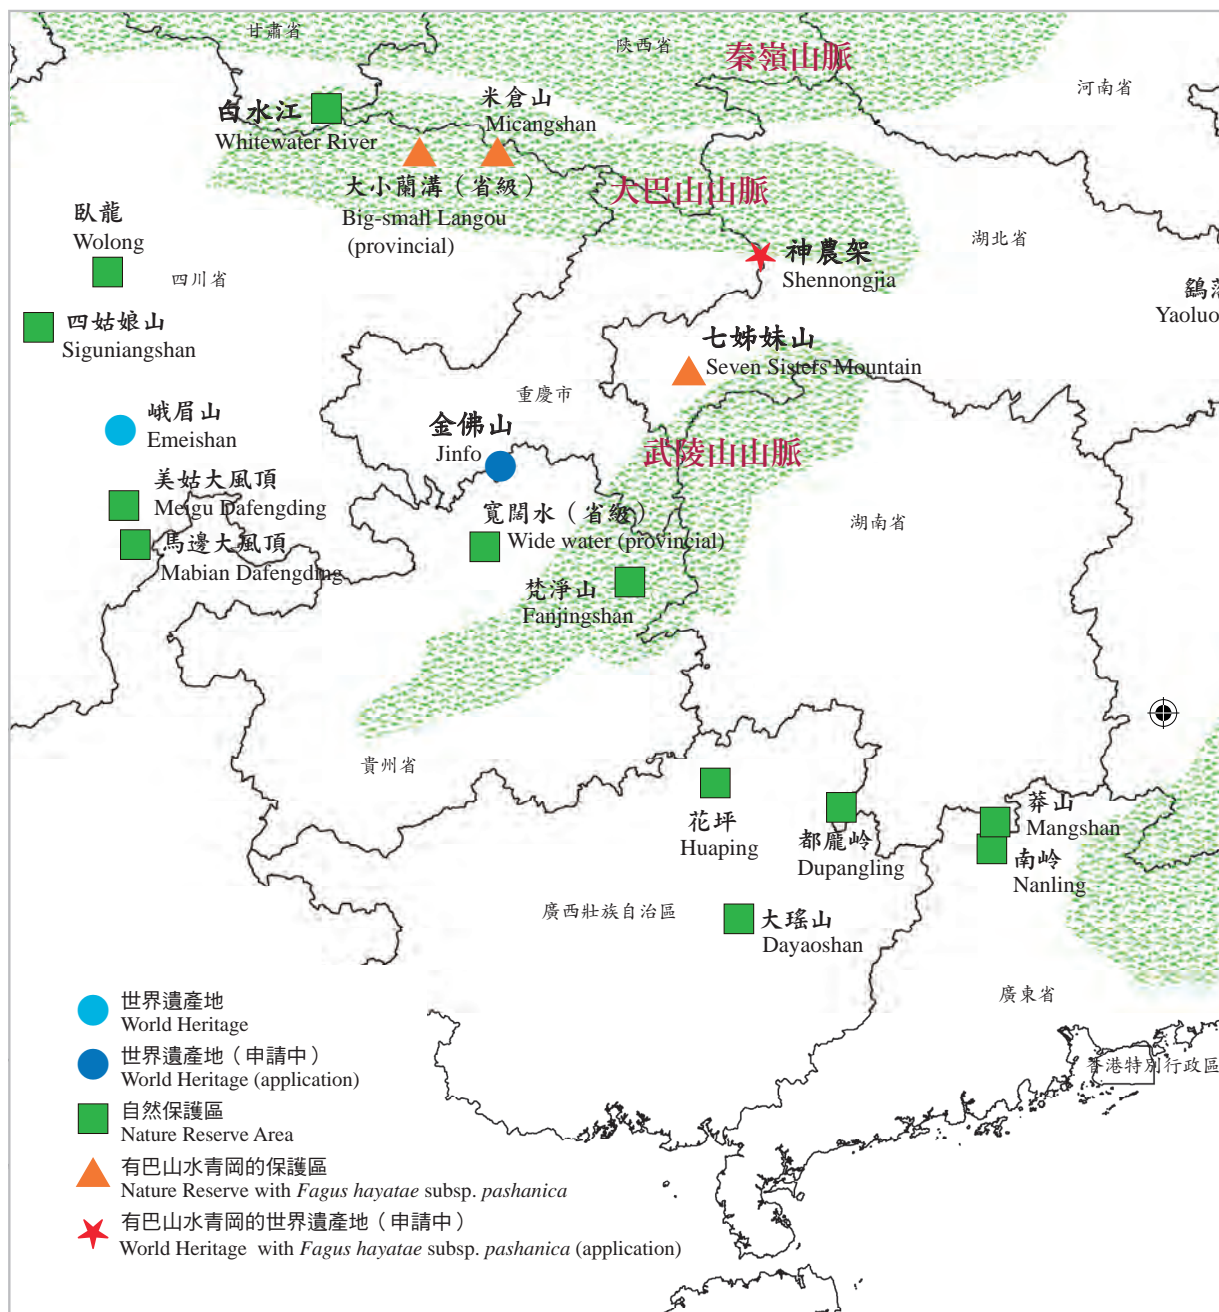 甘肅省
陝西省
秦嶺山脈
河南省
白水江
Whitewater River
米倉山
Micangshan
大小蘭溝（省級）
Big-small Langou
(provincial)
大巴山山脈
臥龍
Wolong
四川省
湖北省
神農架
Shennongjia
四姑娘山
Siguniangshan
七姊妹山
Seven Sisters Mountain
Yaoluo
重慶市
峨眉山
Emeishan
金佛山
Jinfo
武陵山山脈
美姑大風頂
Meigu Dafengding
馬邊大風頂
Mabian Dafengding
寬闊水（省級）
Wide water (provincial)
湖南省
梵淨山
Fanjingshan
貴州省
花坪
Huaping
都龐岭
Dupangling
莽山
Mangshan
南岭
Nanling
廣西壯族自治區
大瑤山
Dayaoshan
廣東省
香港特別行政區
世界遺產地
World Heritage
世界遺產地（申請中）
World Heritage (application)
自然保護區
Nature Reserve Area
有巴山水青岡的保護區
Nature Reserve with Fagus hayatae subsp. pashanica
有巴山水青岡的世界遺產地（申請中）
World Heritage with Fagus hayatae subsp. pashanica (application)